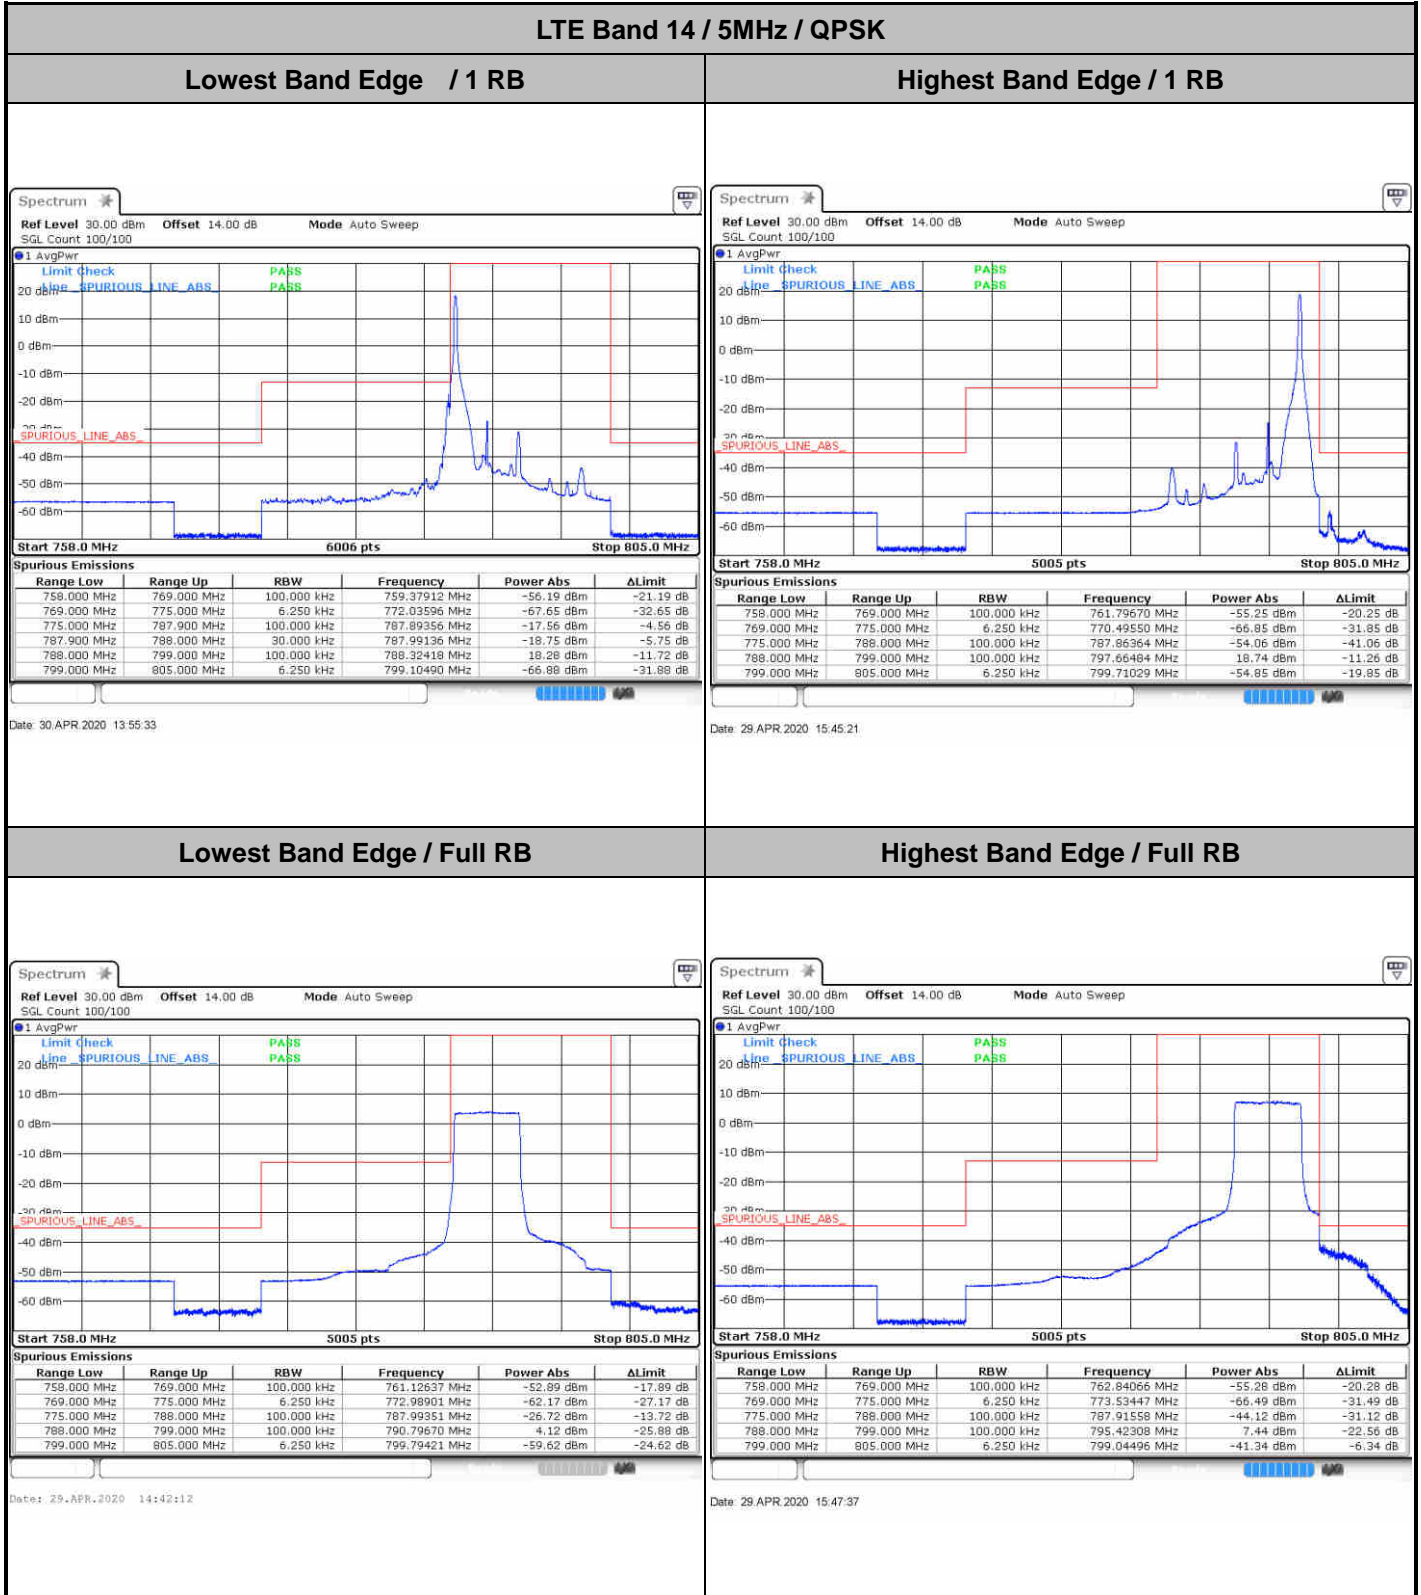 LTE Band 14 / 5MHz / QPSK
Lowest Band Edge / 1 RB
Highest Band Edge / 1 RB
Spectrum
Ref Level 30.00 dBm Offset 14.00 dB Mode Auto Sweep
SGL Count 100/100
1 AvgPwr
Limit Check PASS
Line _SPURIOUS_LINE_ABS_ PASS
20 dBm
10 dBm
0 dBm
-10 dBm
-20 dBm
-30 dBm
_SPURIOUS_LINE_ABS_
-40 dBm
-50 dBm
-60 dBm
Start 758.0 MHz 6006 pts Stop 805.0 MHz
Spurious Emissions
Range Low Range Up RBW Frequency Power Abs ΔLimit
758.000 MHz 769.000 MHz 100.000 kHz 759.37912 MHz -56.19 dBm -21.19 dB
769.000 MHz 775.000 MHz 6.250 kHz 772.03596 MHz -67.65 dBm -32.65 dB
775.000 MHz 787.900 MHz 100.000 kHz 787.89356 MHz -17.56 dBm -4.56 dB
787.900 MHz 788.000 MHz 30.000 kHz 787.99136 MHz -18.75 dBm -5.75 dB
788.000 MHz 799.000 MHz 100.000 kHz 788.32418 MHz 18.28 dBm -11.72 dB
799.000 MHz 805.000 MHz 6.250 kHz 799.10490 MHz -66.88 dBm -31.88 dB
Date: 30.APR.2020 13:55:33
Spectrum
Ref Level 30.00 dBm Offset 14.00 dB Mode Auto Sweep
SGL Count 100/100
1 AvgPwr
Limit Check PASS
Line _SPURIOUS_LINE_ABS_ PASS
20 dBm
10 dBm
0 dBm
-10 dBm
-20 dBm
-30 dBm
_SPURIOUS_LINE_ABS_
-40 dBm
-50 dBm
-60 dBm
Start 758.0 MHz 5005 pts Stop 805.0 MHz
Spurious Emissions
Range Low Range Up RBW Frequency Power Abs ΔLimit
758.000 MHz 769.000 MHz 100.000 kHz 761.79670 MHz -55.25 dBm -20.25 dB
769.000 MHz 775.000 MHz 6.250 kHz 770.49550 MHz -66.85 dBm -31.85 dB
775.000 MHz 788.000 MHz 100.000 kHz 787.86364 MHz -54.06 dBm -41.06 dB
788.000 MHz 799.000 MHz 100.000 kHz 797.66484 MHz 18.74 dBm -11.26 dB
799.000 MHz 805.000 MHz 6.250 kHz 799.71029 MHz -54.85 dBm -19.85 dB
Date: 29.APR.2020 15:45:21
Lowest Band Edge / Full RB
Highest Band Edge / Full RB
Spectrum
Ref Level 30.00 dBm Offset 14.00 dB Mode Auto Sweep
SGL Count 100/100
1 AvgPwr
Limit Check PASS
Line _SPURIOUS_LINE_ABS_ PASS
20 dBm
10 dBm
0 dBm
-10 dBm
-20 dBm
-30 dBm
_SPURIOUS_LINE_ABS_
-40 dBm
-50 dBm
-60 dBm
Start 758.0 MHz 5005 pts Stop 805.0 MHz
Spurious Emissions
Range Low Range Up RBW Frequency Power Abs ΔLimit
758.000 MHz 769.000 MHz 100.000 kHz 761.12637 MHz -52.89 dBm -17.89 dB
769.000 MHz 775.000 MHz 6.250 kHz 772.98901 MHz -62.17 dBm -27.17 dB
775.000 MHz 788.000 MHz 100.000 kHz 787.99351 MHz -26.72 dBm -13.72 dB
788.000 MHz 799.000 MHz 100.000 kHz 790.79670 MHz 4.12 dBm -25.88 dB
799.000 MHz 805.000 MHz 6.250 kHz 799.79421 MHz -59.62 dBm -24.62 dB
Date: 29.APR.2020 14:42:12
Spectrum
Ref Level 30.00 dBm Offset 14.00 dB Mode Auto Sweep
SGL Count 100/100
1 AvgPwr
Limit Check PASS
Line _SPURIOUS_LINE_ABS_ PASS
20 dBm
10 dBm
0 dBm
-10 dBm
-20 dBm
-30 dBm
_SPURIOUS_LINE_ABS_
-40 dBm
-50 dBm
-60 dBm
Start 758.0 MHz 5005 pts Stop 805.0 MHz
Spurious Emissions
Range Low Range Up RBW Frequency Power Abs ΔLimit
758.000 MHz 769.000 MHz 100.000 kHz 762.84066 MHz -55.28 dBm -20.28 dB
769.000 MHz 775.000 MHz 6.250 kHz 773.53447 MHz -66.49 dBm -31.49 dB
775.000 MHz 788.000 MHz 100.000 kHz 787.91558 MHz -44.12 dBm -31.12 dB
788.000 MHz 799.000 MHz 100.000 kHz 795.42308 MHz 7.44 dBm -22.56 dB
799.000 MHz 805.000 MHz 6.250 kHz 799.04496 MHz -41.34 dBm -6.34 dB
Date: 29.APR.2020 15:47:37